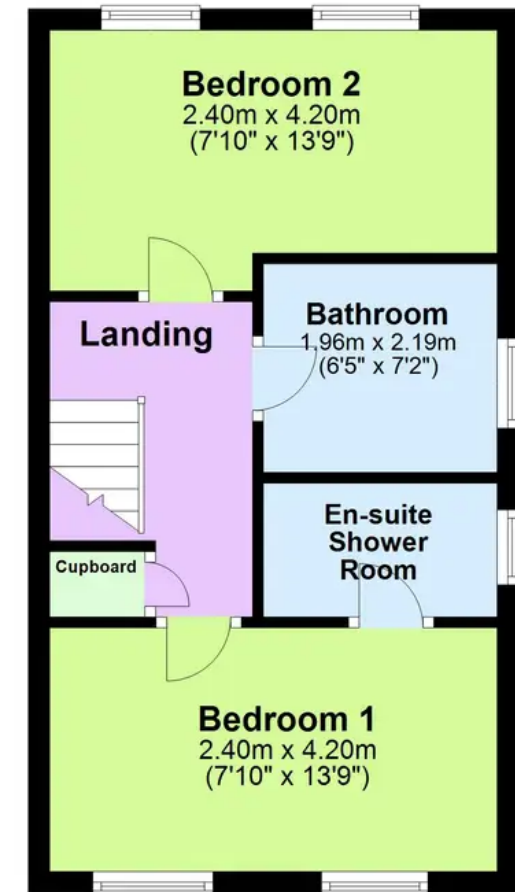 Bedroom 2
2.40m x 4.20m
(7'10" x 13'9")
Landing
Bathroom
1.96m x 2.19m
(6'5" x 7'2")
En-suite
Shower
Room
Cupboard
Bedroom 1
2.40m x 4.20m
(7'10" x 13'9")